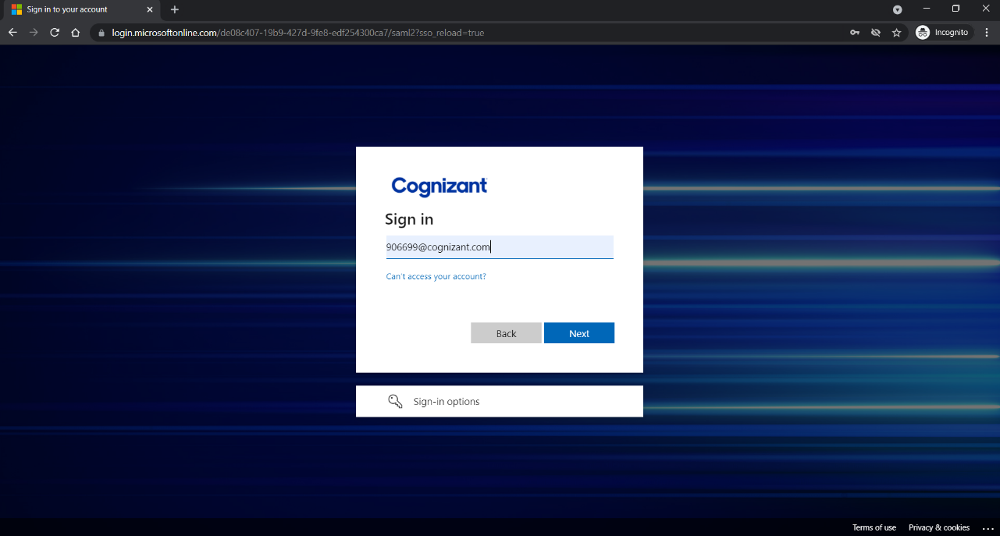 Sign in to your account
login.microsoftonline.com/de08c407-19b9-427d-9fe8-edf254300ca7/saml2?sso_reload=true
Incognito
Cognizant
Sign in
906699@cognizant.com
Can't access your account?
Back Next
Sign-in options
Terms of use Privacy & cookies ...